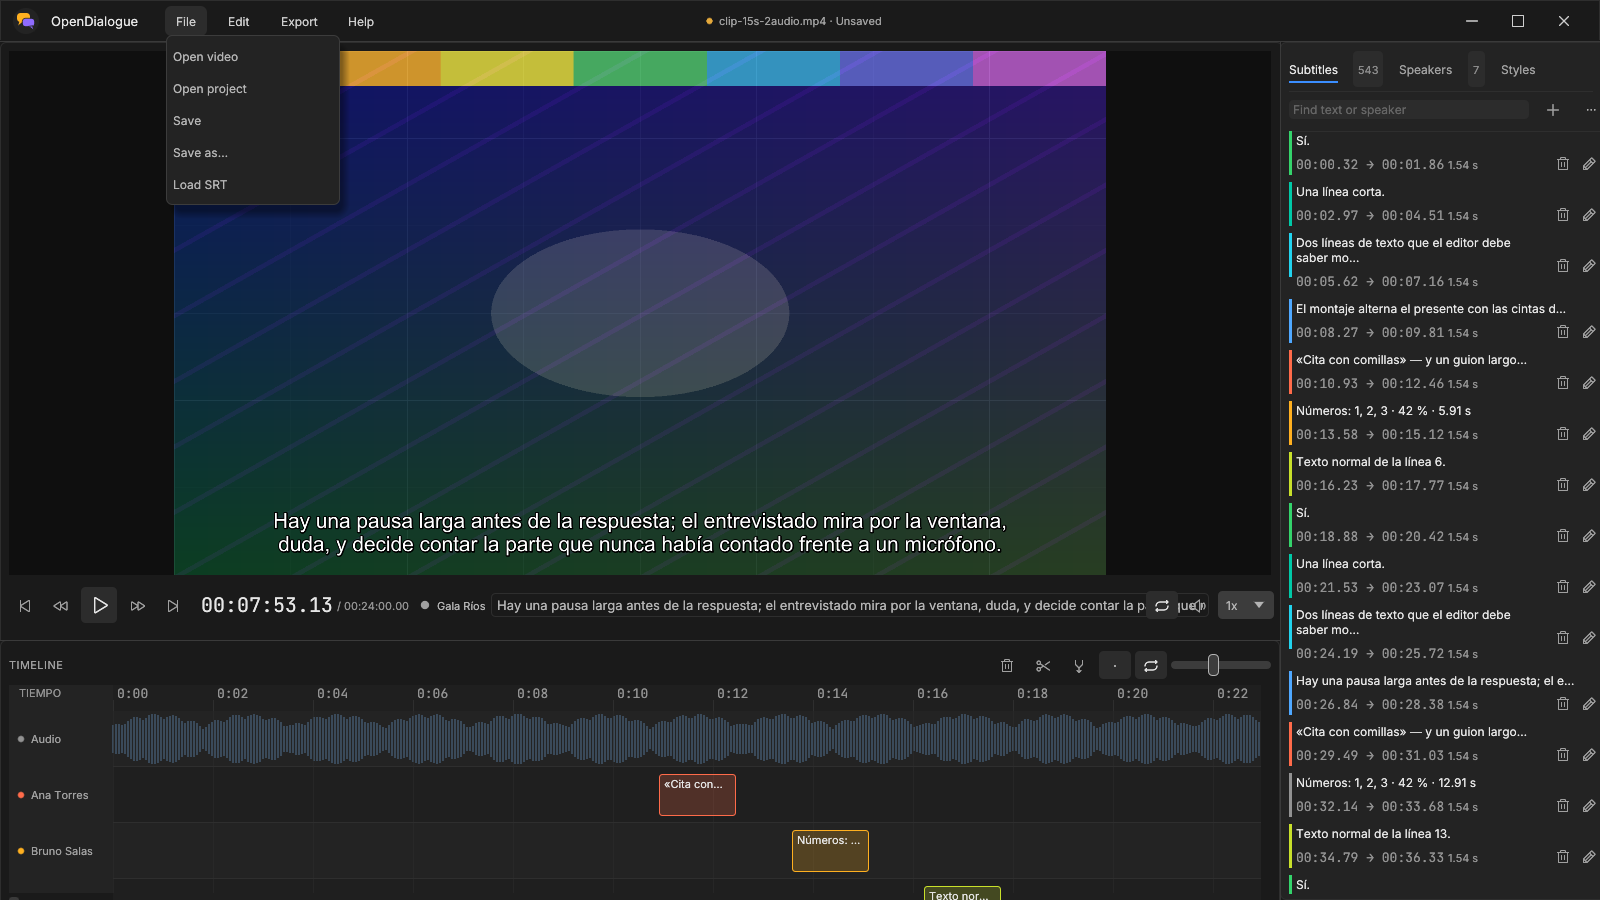 OpenDialogue
File
Edit
Export
Help
clip-15s-2audio.mp4 · Unsaved
Open video
Open project
Save
Save as...
Load SRT
Hay una pausa larga antes de la respuesta; el entrevistado mira por la ventana,
duda, y decide contar la parte que nunca había contado frente a un micrófono.
00:07:53.13 / 00:24:00.00
Gala Ríos
Hay una pausa larga antes de la respuesta; el entrevistado mira por la ventana, duda, y decide contar la pa
1x
TIMELINE
TIEMPO
0:00
0:02
0:04
0:06
0:08
0:10
0:12
0:14
0:16
0:18
0:20
0:22
Audio
Ana Torres
«Cita con...
Bruno Salas
Números: ...
Texto nor...
Subtitles
543
Speakers
7
Styles
Find text or speaker
Sí.
00:00.32 → 00:01.86 1.54 s
Una línea corta.
00:02.97 → 00:04.51 1.54 s
Dos líneas de texto que el editor debe
saber mo...
00:05.62 → 00:07.16 1.54 s
El montaje alterna el presente con las cintas d...
00:08.27 → 00:09.81 1.54 s
«Cita con comillas» — y un guion largo...
00:10.93 → 00:12.46 1.54 s
Números: 1, 2, 3 · 42 % · 5.91 s
00:13.58 → 00:15.12 1.54 s
Texto normal de la línea 6.
00:16.23 → 00:17.77 1.54 s
Sí.
00:18.88 → 00:20.42 1.54 s
Una línea corta.
00:21.53 → 00:23.07 1.54 s
Dos líneas de texto que el editor debe
saber mo...
00:24.19 → 00:25.72 1.54 s
Hay una pausa larga antes de la respuesta; el e...
00:26.84 → 00:28.38 1.54 s
«Cita con comillas» — y un guion largo...
00:29.49 → 00:31.03 1.54 s
Números: 1, 2, 3 · 42 % · 12.91 s
00:32.14 → 00:33.68 1.54 s
Texto normal de la línea 13.
00:34.79 → 00:36.33 1.54 s
Sí.